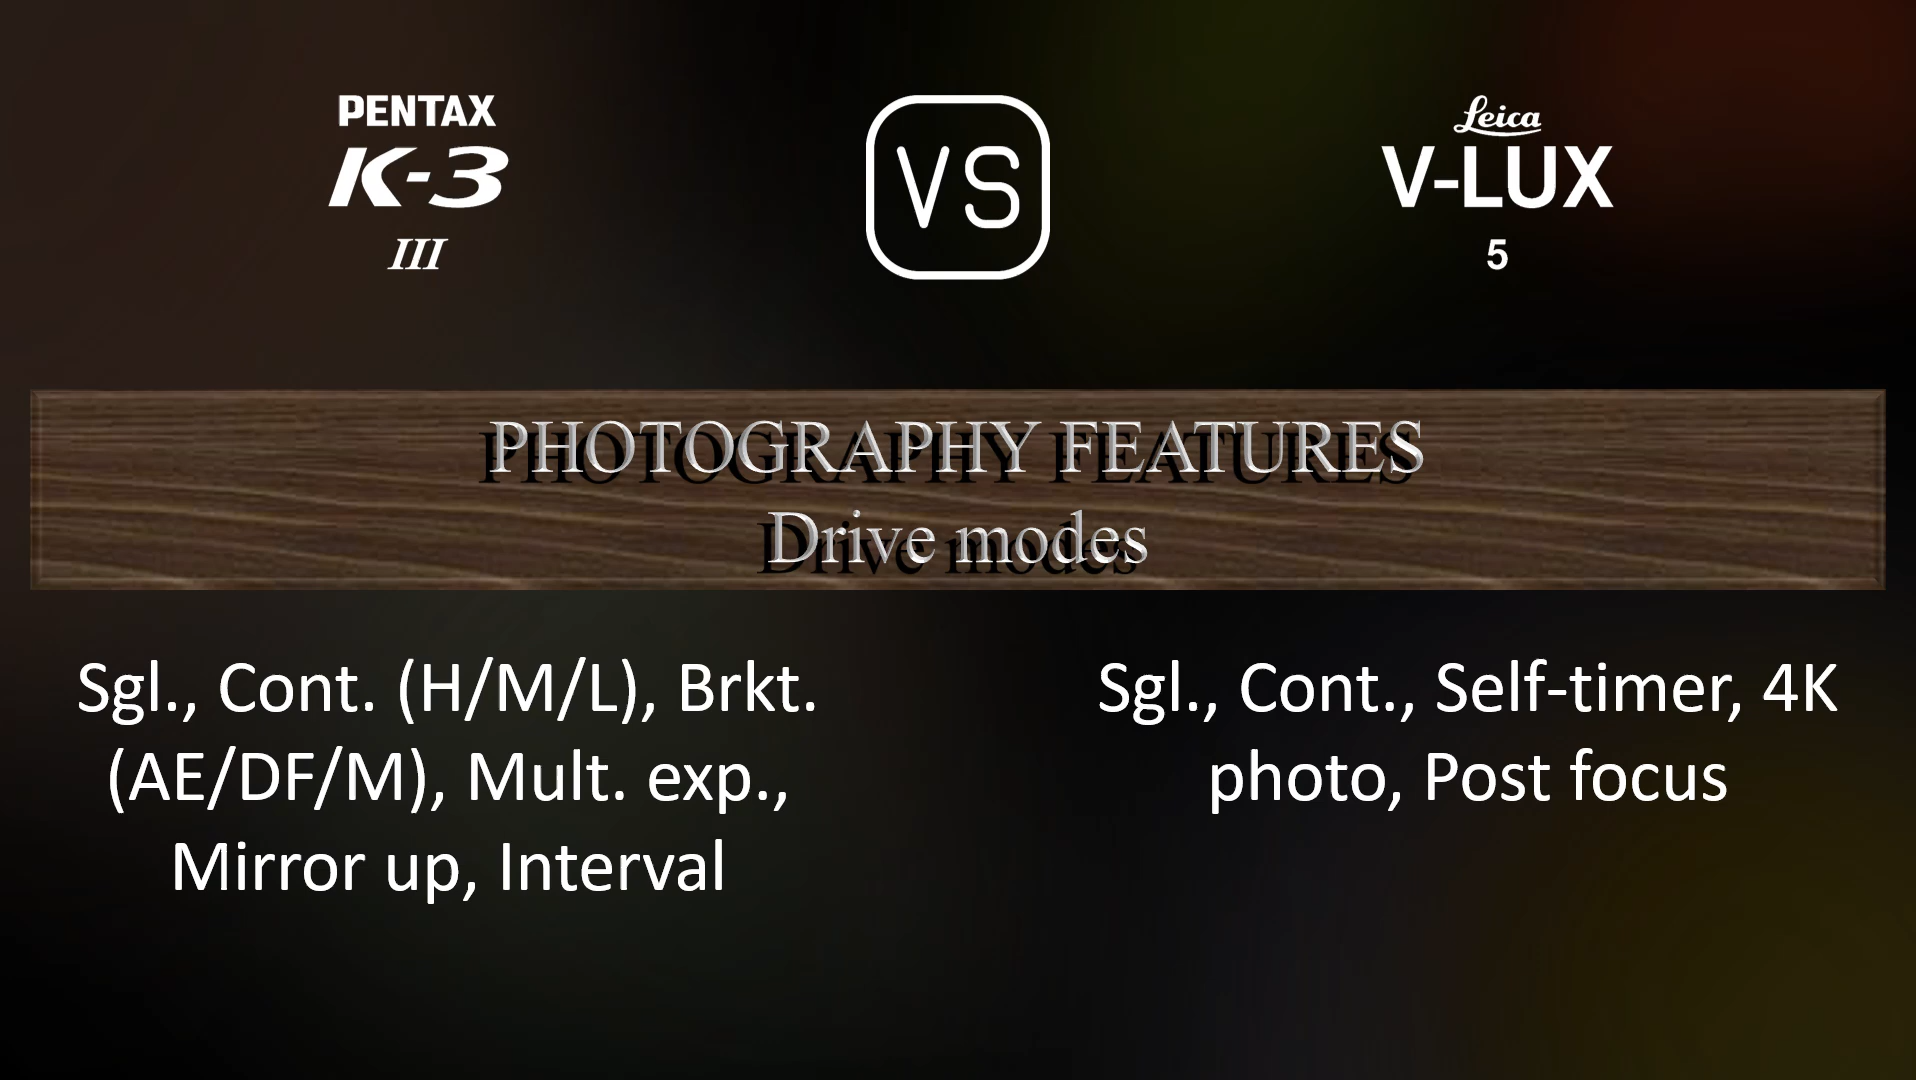 PENTAX
K-3
III
VS
Leica
V-LUX
5
PHOTOGRAPHY FEATURES
Drive modes
Sgl., Cont. (H/M/L), Brkt.
(AE/DF/M), Mult. exp.,
Mirror up, Interval
Sgl., Cont., Self-timer, 4K
photo, Post focus